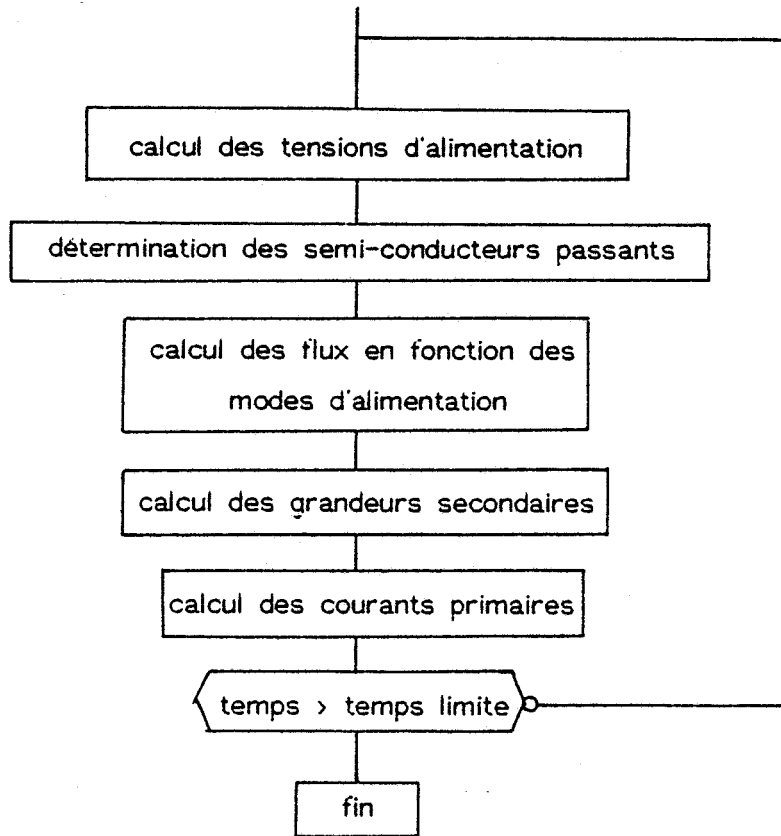 calcul des tensions d'alimentation
détermination des semi-conducteurs passants
calcul des flux en fonction des
modes d'alimentation
calcul des grandeurs secondaires
calcul des courants primaires
temps > temps limite
fin